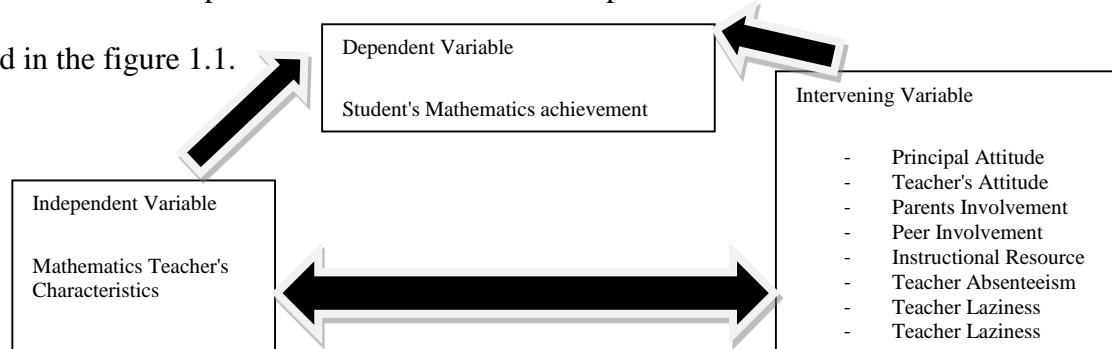 d in the figure 1.1.
Dependent Variable
Student's Mathematics achievement
Intervening Variable
- Principal Attitude
- Teacher's Attitude
- Parents Involvement
- Peer Involvement
- Instructional Resource
- Teacher Absenteeism
- Teacher Laziness
- Teacher Laziness
Independent Variable
Mathematics Teacher's
Characteristics